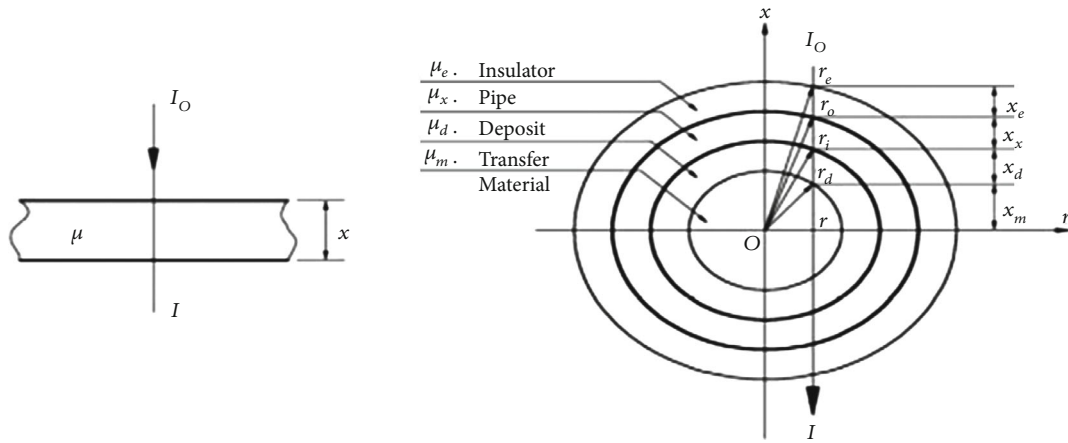 I_O
μ
x
I
x
I_O
μ_e. Insulator
μ_x. Pipe
μ_d. Deposit
μ_m. Transfer
Material
r_e
r_o
r_i
r_d
x_e
x_x
x_d
x_m
O
r
r
I